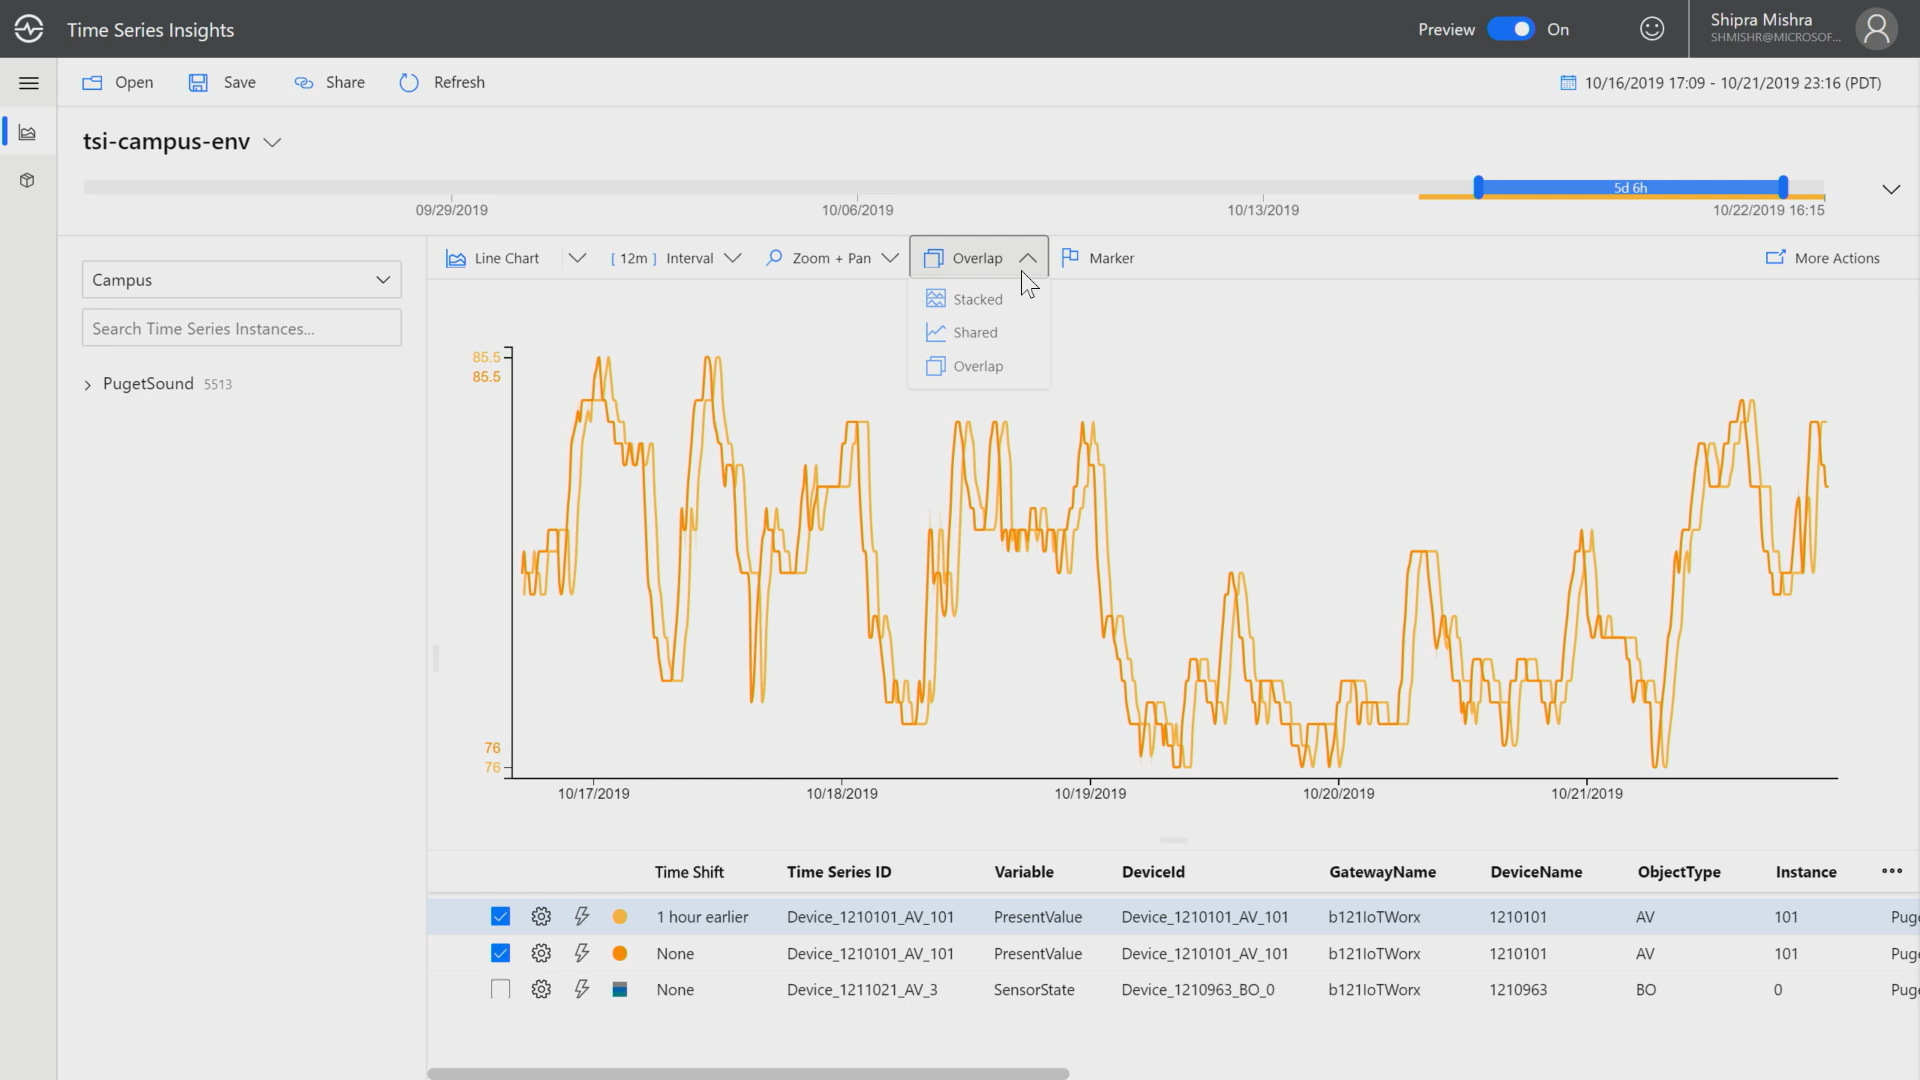 Time Series Insights
Preview On
Shipra Mishra
SHMISHR@MICROSOF...
Open Save Share Refresh
10/16/2019 17:09 - 10/21/2019 23:16 (PDT)
tsi-campus-env
5d 6h
09/29/2019 10/06/2019 10/13/2019 10/22/2019 16:15
Campus
Search Time Series Instances...
PugetSound 5513
Line Chart [ 12m ] Interval Zoom + Pan Overlap Marker More Actions
Stacked
Shared
Overlap
85.5
85.5
76
76
10/17/2019 10/18/2019 10/19/2019 10/20/2019 10/21/2019
Time Shift Time Series ID Variable DeviceId GatewayName DeviceName ObjectType Instance •••
1 hour earlier Device_1210101_AV_101 PresentValue Device_1210101_AV_101 b121IoTWorx 1210101 AV 101 Puge
None Device_1210101_AV_101 PresentValue Device_1210101_AV_101 b121IoTWorx 1210101 AV 101 Puge
None Device_1211021_AV_3 SensorState Device_1210963_BO_0 b121IoTWorx 1210963 BO 0 Puge